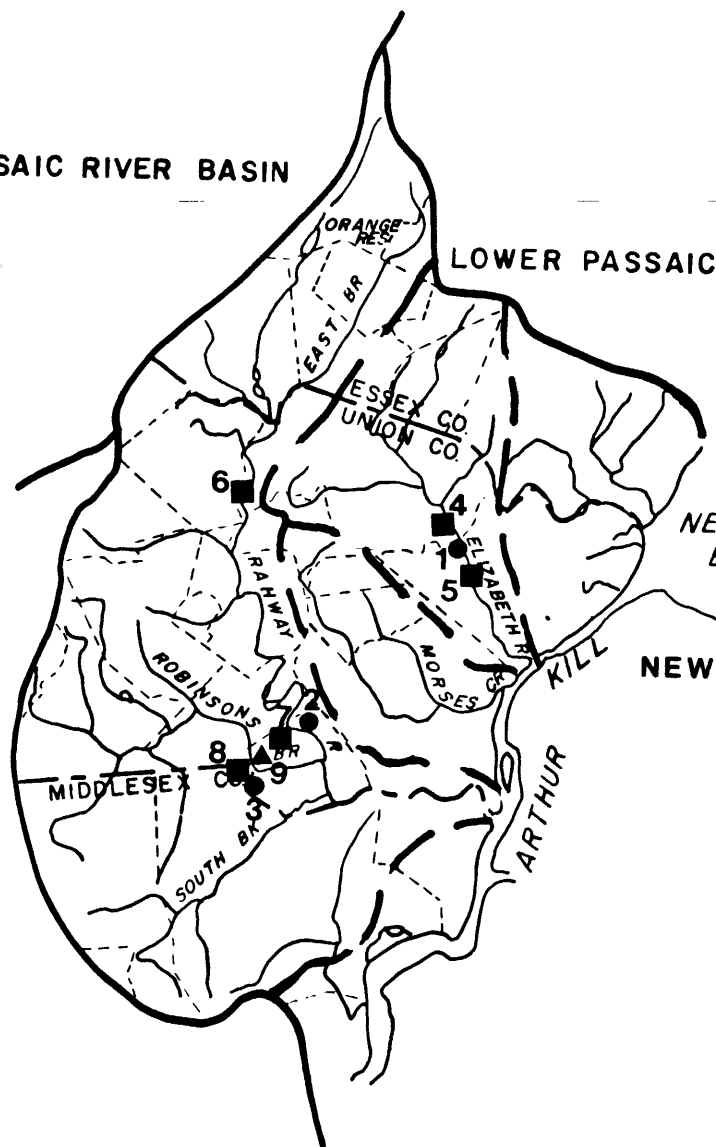 SAIC RIVER BASIN
ORANGE
RES.
LOWER PASSAIC
EAST BR
ESSEX CO.
UNION CO.
6
4
NE
ELIZABETH R.
1
5
RAHWAY
R
KILL
NEW
MORSES
CR
ROBINSONS
BR
2
8
9
MIDDLESEX CO.
3
SOUTH BR
ARTHUR